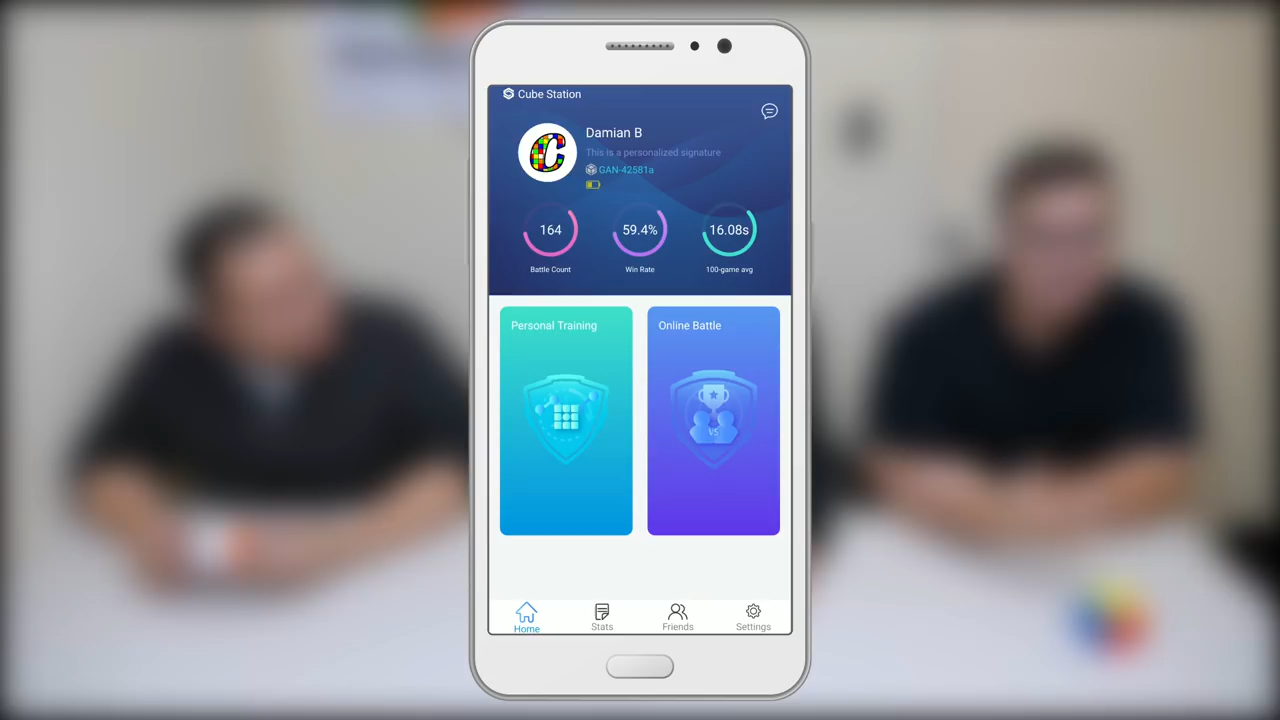 Cube Station
Damian B
This is a personalized signature
GAN-42581a
164
59.4%
16.08s
Battle Count
Win Rate
100-game avg
Personal Training
Online Battle
VS
Home
Stats
Friends
Settings